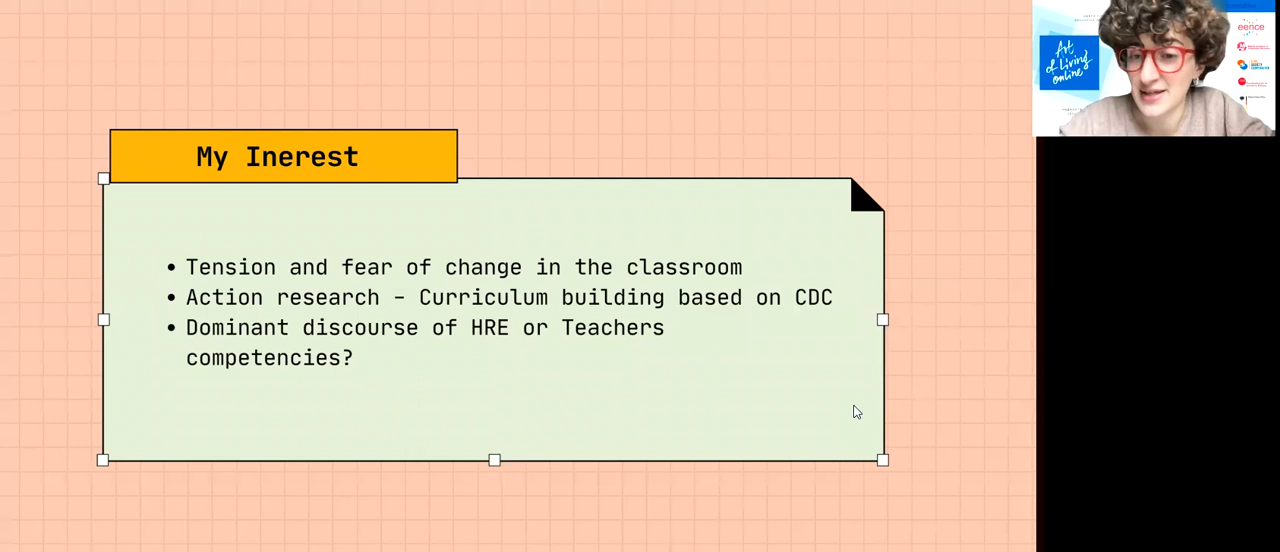 My Inerest
• Tension and fear of change in the classroom
• Action research – Curriculum building based on CDC
• Dominant discourse of HRE or Teachers
competencies?
Art
of Living
online
eence